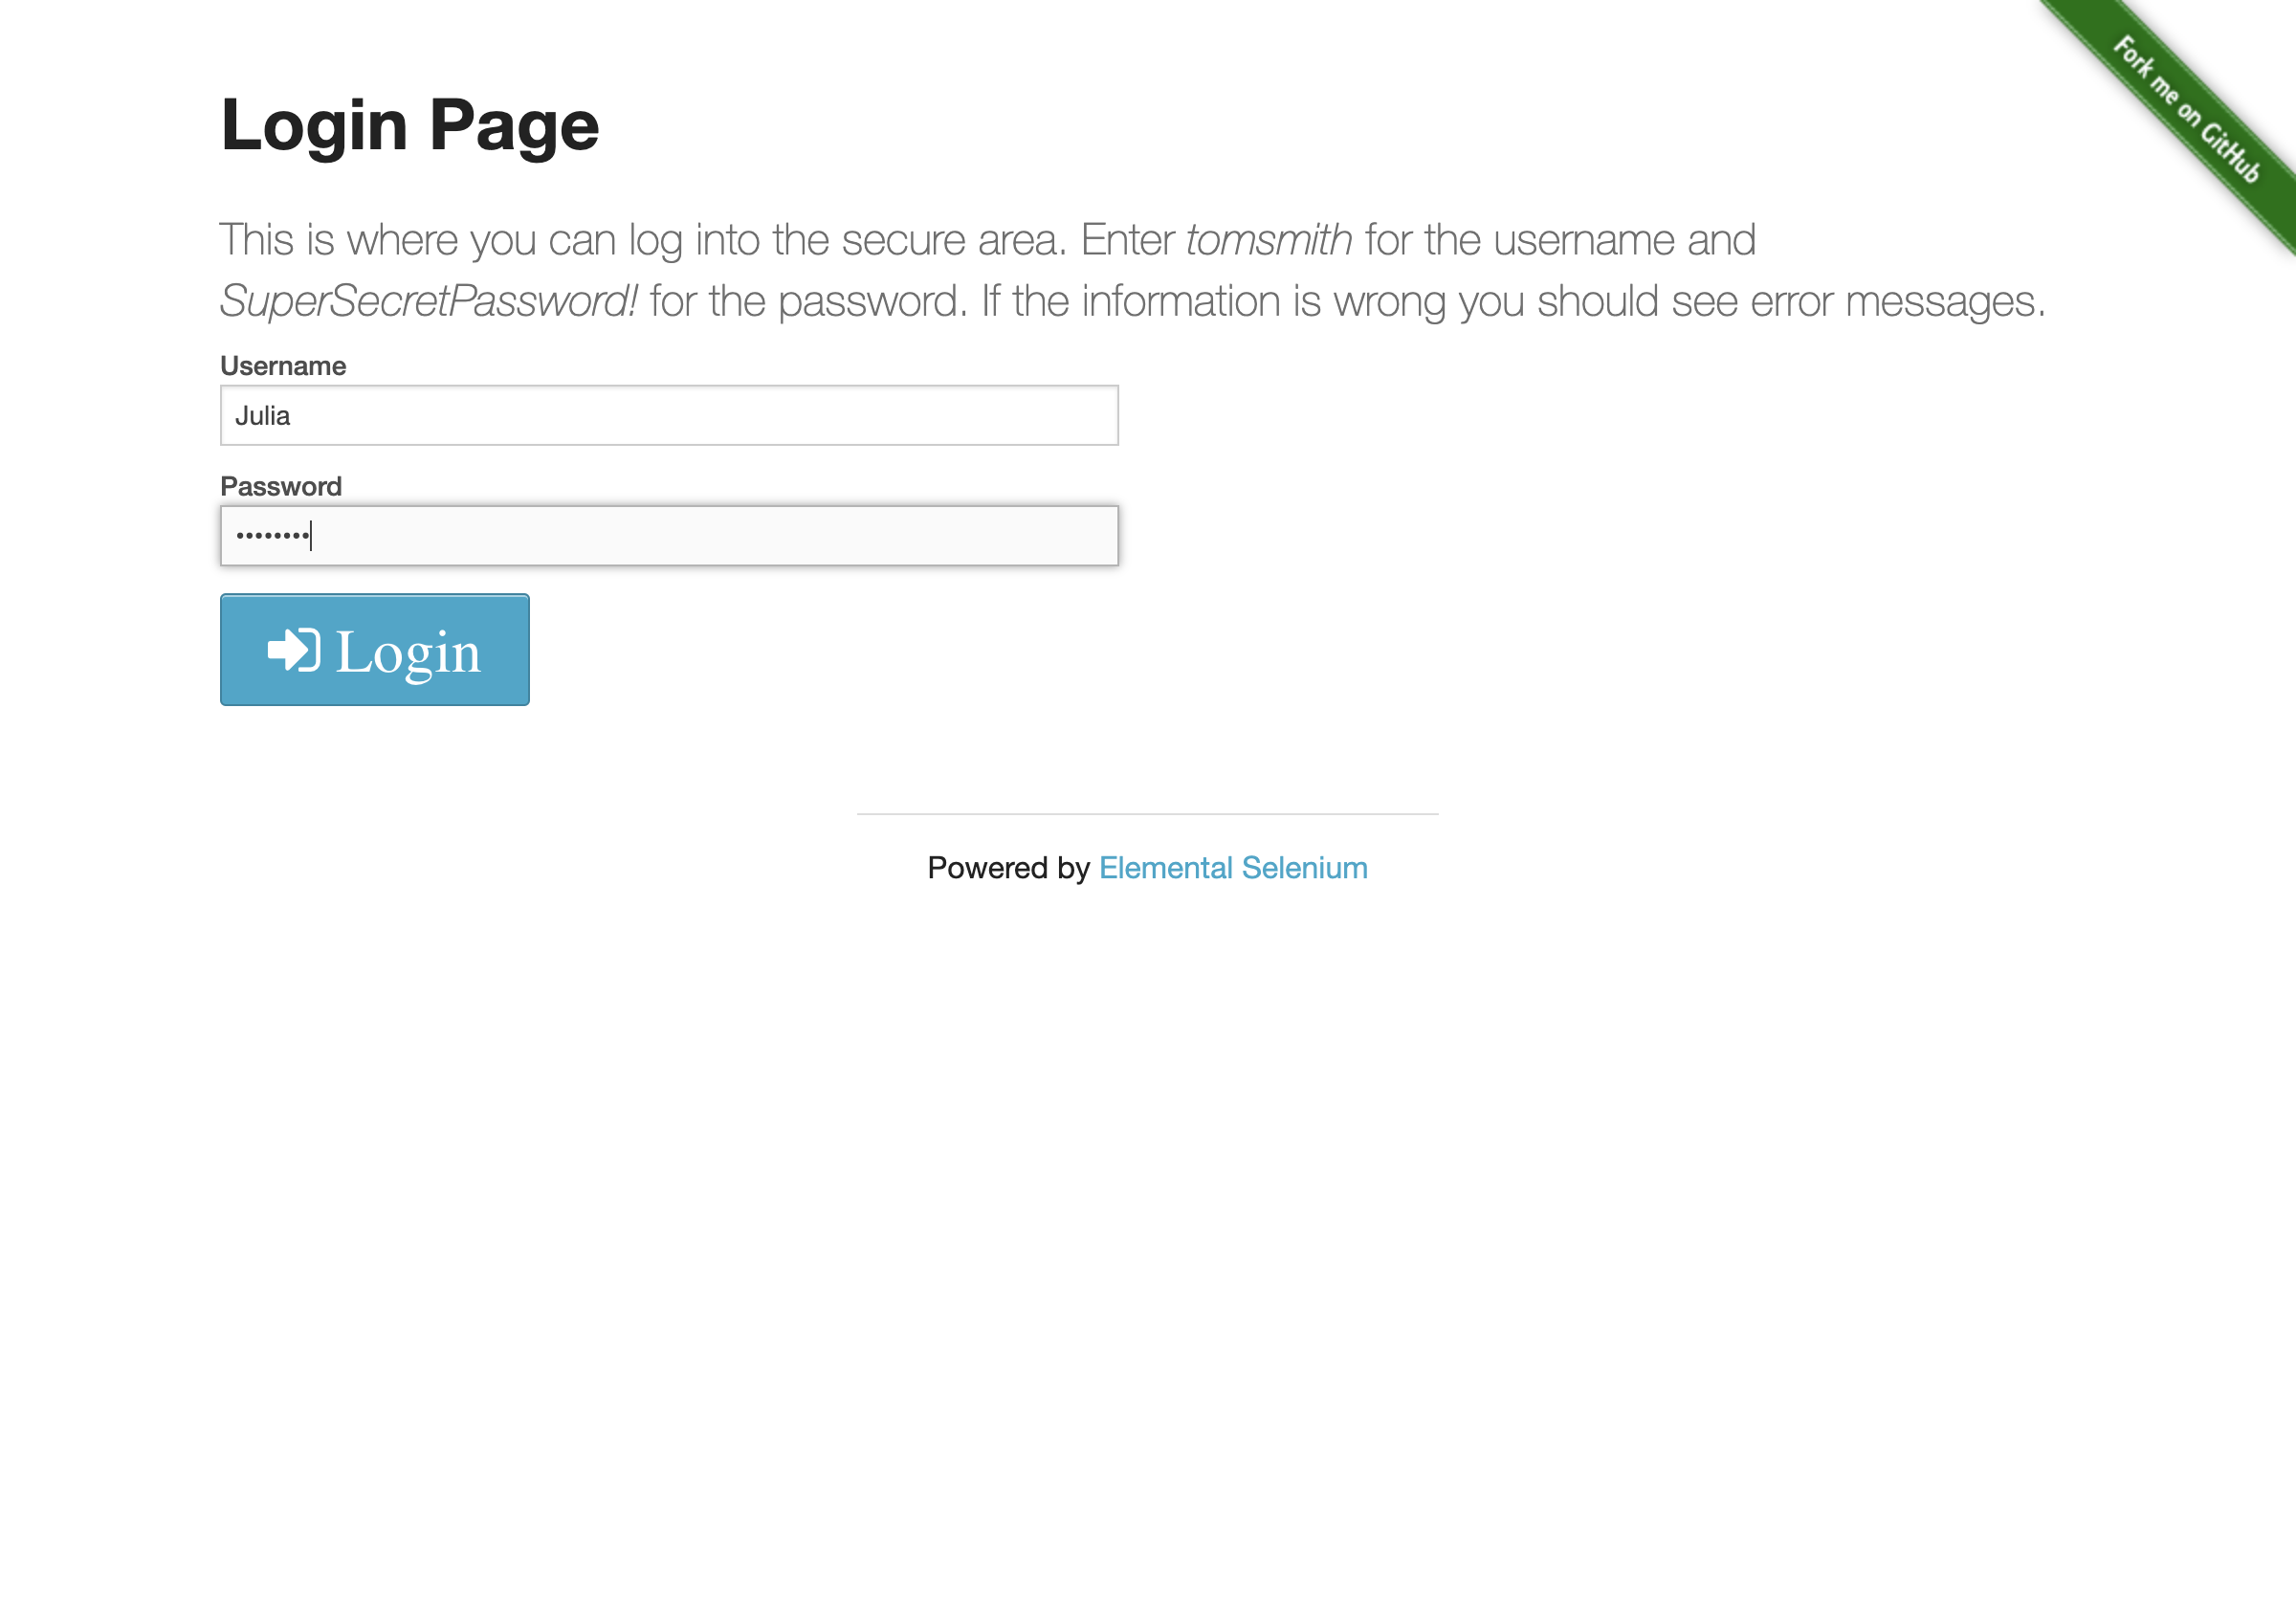 Fork me on GitHub
Login Page
This is where you can log into the secure area. Enter tomsmith for the username and
SuperSecretPassword! for the password. If the information is wrong you should see error messages.
Username
Julia
Password
••••••••
Login
Powered by Elemental Selenium